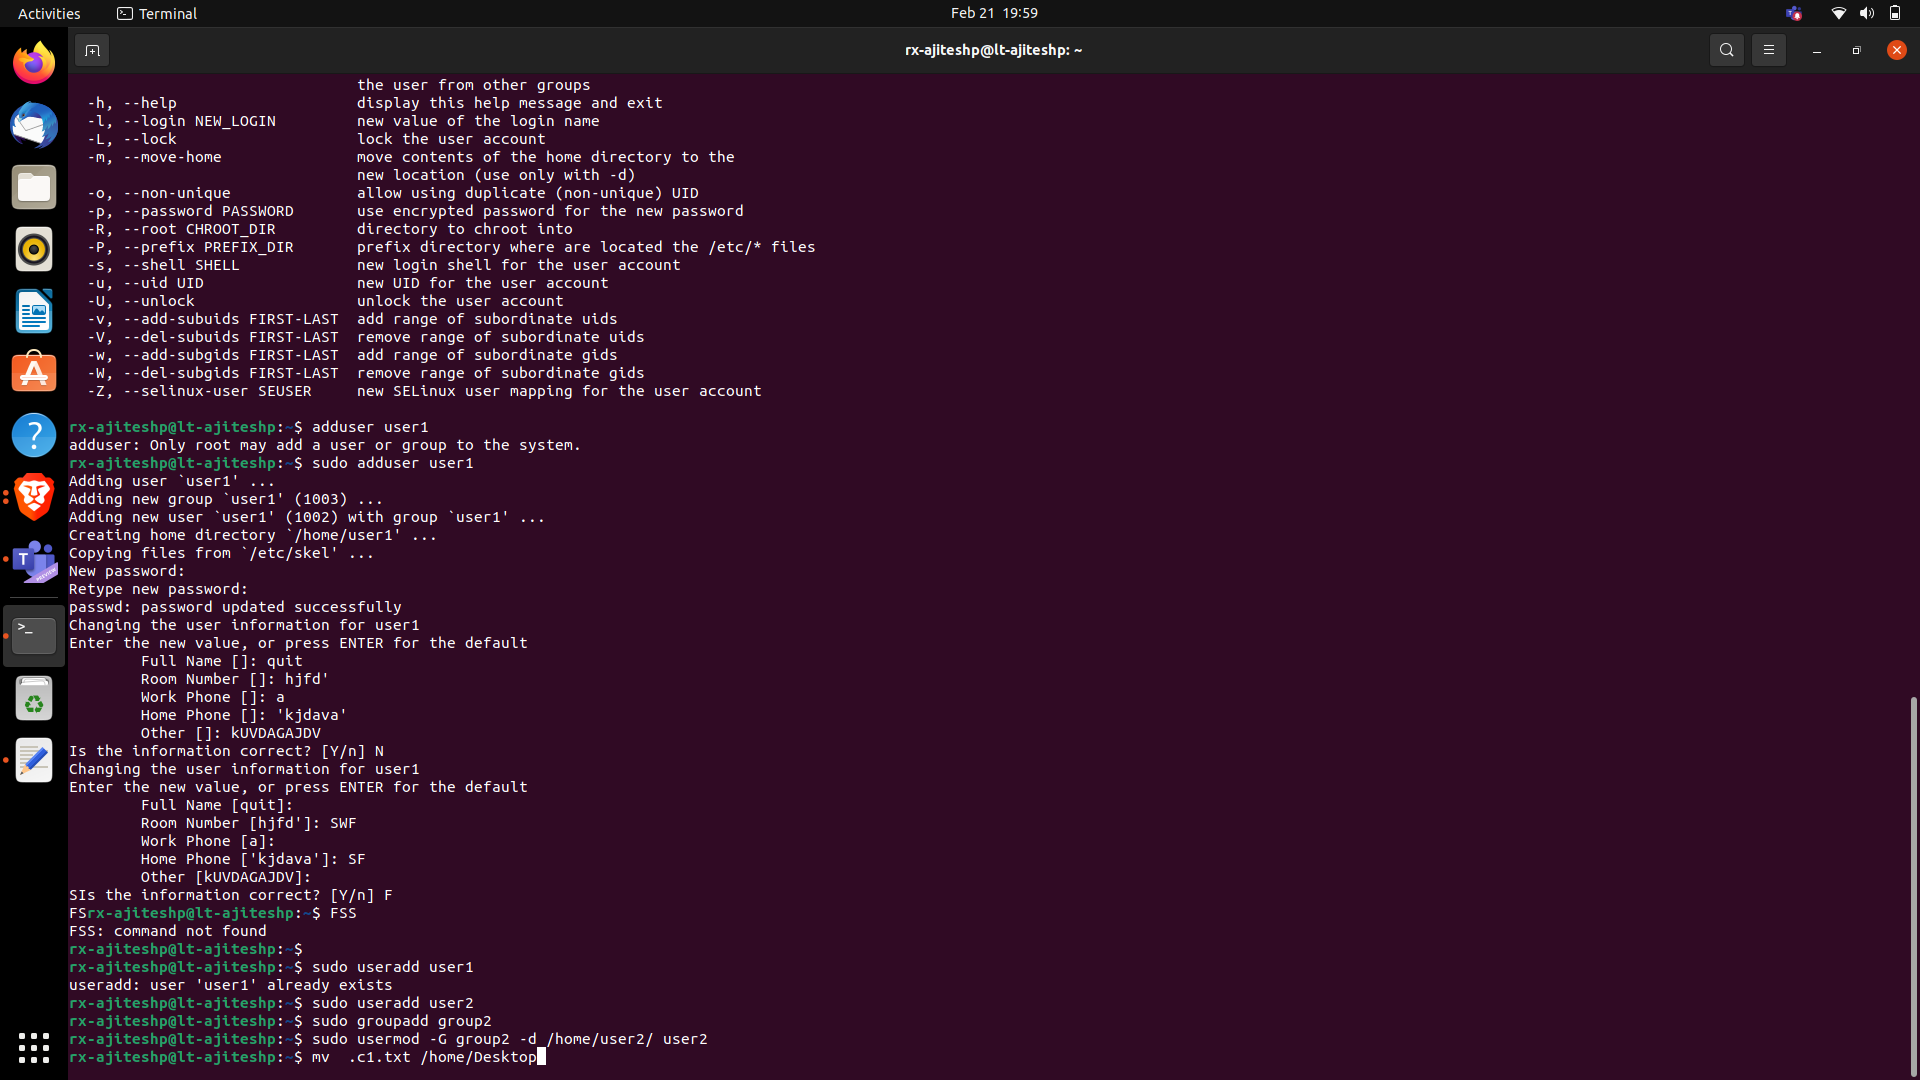 Activities
Terminal
Feb 21 19:59
rx-ajiteshp@lt-ajiteshp: ~
the user from other groups
-h, --help display this help message and exit
-l, --login NEW_LOGIN new value of the login name
-L, --lock lock the user account
-m, --move-home move contents of the home directory to the
new location (use only with -d)
-o, --non-unique allow using duplicate (non-unique) UID
-p, --password PASSWORD use encrypted password for the new password
-R, --root CHROOT_DIR directory to chroot into
-P, --prefix PREFIX_DIR prefix directory where are located the /etc/* files
-s, --shell SHELL new login shell for the user account
-u, --uid UID new UID for the user account
-U, --unlock unlock the user account
-v, --add-subuids FIRST-LAST add range of subordinate uids
-V, --del-subuids FIRST-LAST remove range of subordinate uids
-w, --add-subgids FIRST-LAST add range of subordinate gids
-W, --del-subgids FIRST-LAST remove range of subordinate gids
-Z, --selinux-user SEUSER new SELinux user mapping for the user account
rx-ajiteshp@lt-ajiteshp:~$ adduser user1
adduser: Only root may add a user or group to the system.
rx-ajiteshp@lt-ajiteshp:~$ sudo adduser user1
Adding user `user1' ...
Adding new group `user1' (1003) ...
Adding new user `user1' (1002) with group `user1' ...
Creating home directory `/home/user1' ...
Copying files from `/etc/skel' ...
New password:
Retype new password:
passwd: password updated successfully
Changing the user information for user1
Enter the new value, or press ENTER for the default
Full Name []: quit
Room Number []: hjfd'
Work Phone []: a
Home Phone []: 'kjdava'
Other []: kUVDAGAJDV
Is the information correct? [Y/n] N
Changing the user information for user1
Enter the new value, or press ENTER for the default
Full Name [quit]:
Room Number [hjfd']: SWF
Work Phone [a]:
Home Phone ['kjdava']: SF
Other [kUVDAGAJDV]:
SIs the information correct? [Y/n] F
FSrx-ajiteshp@lt-ajiteshp:~$ FSS
FSS: command not found
rx-ajiteshp@lt-ajiteshp:~$
rx-ajiteshp@lt-ajiteshp:~$ sudo useradd user1
useradd: user 'user1' already exists
rx-ajiteshp@lt-ajiteshp:~$ sudo useradd user2
rx-ajiteshp@lt-ajiteshp:~$ sudo groupadd group2
rx-ajiteshp@lt-ajiteshp:~$ sudo usermod -G group2 -d /home/user2/ user2
rx-ajiteshp@lt-ajiteshp:~$ mv  .c1.txt /home/Desktop